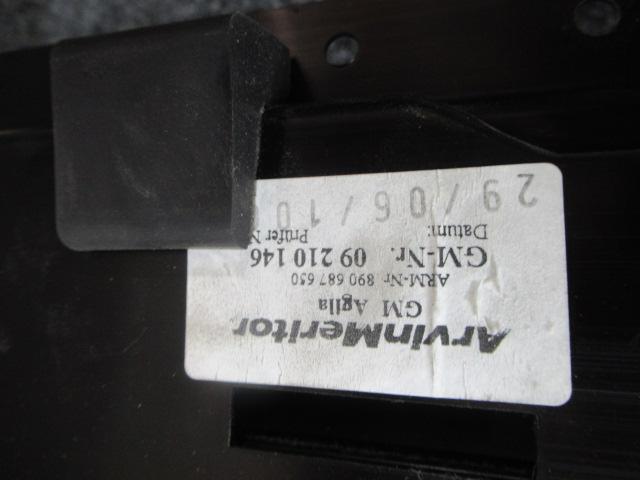 ArvinMeritor
GM Agila
ARM-Nr 890 687 650
GM-Nr. 09 210 146
Datum: Prüfer N
29/06/10